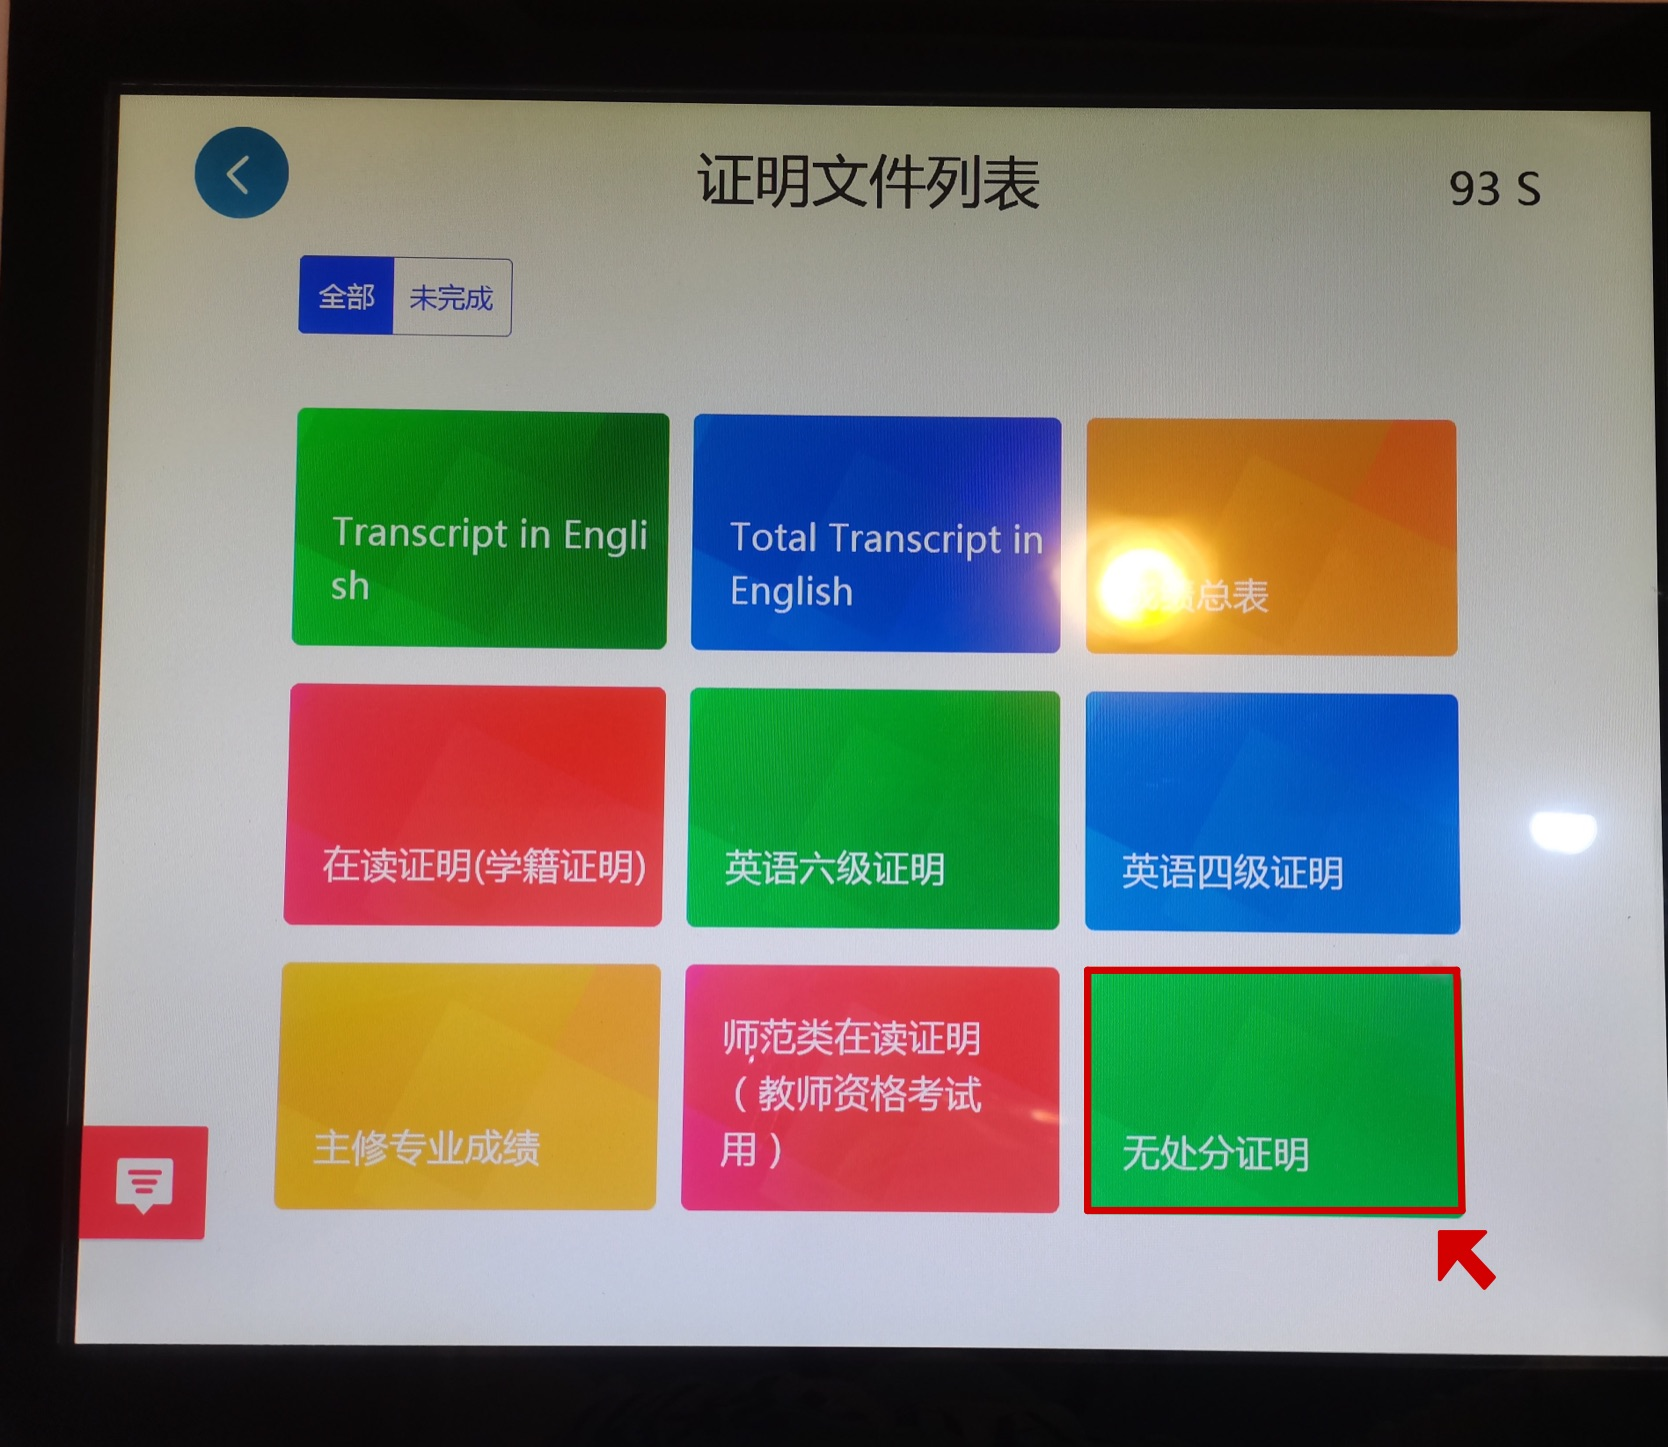 证明文件列表
93 S
全部
未完成
Transcript in Engli
sh
Total Transcript in
English
总表
在读证明(学籍证明)
英语六级证明
英语四级证明
主修专业成绩
师范类在读证明
（教师资格考试
用）
无处分证明